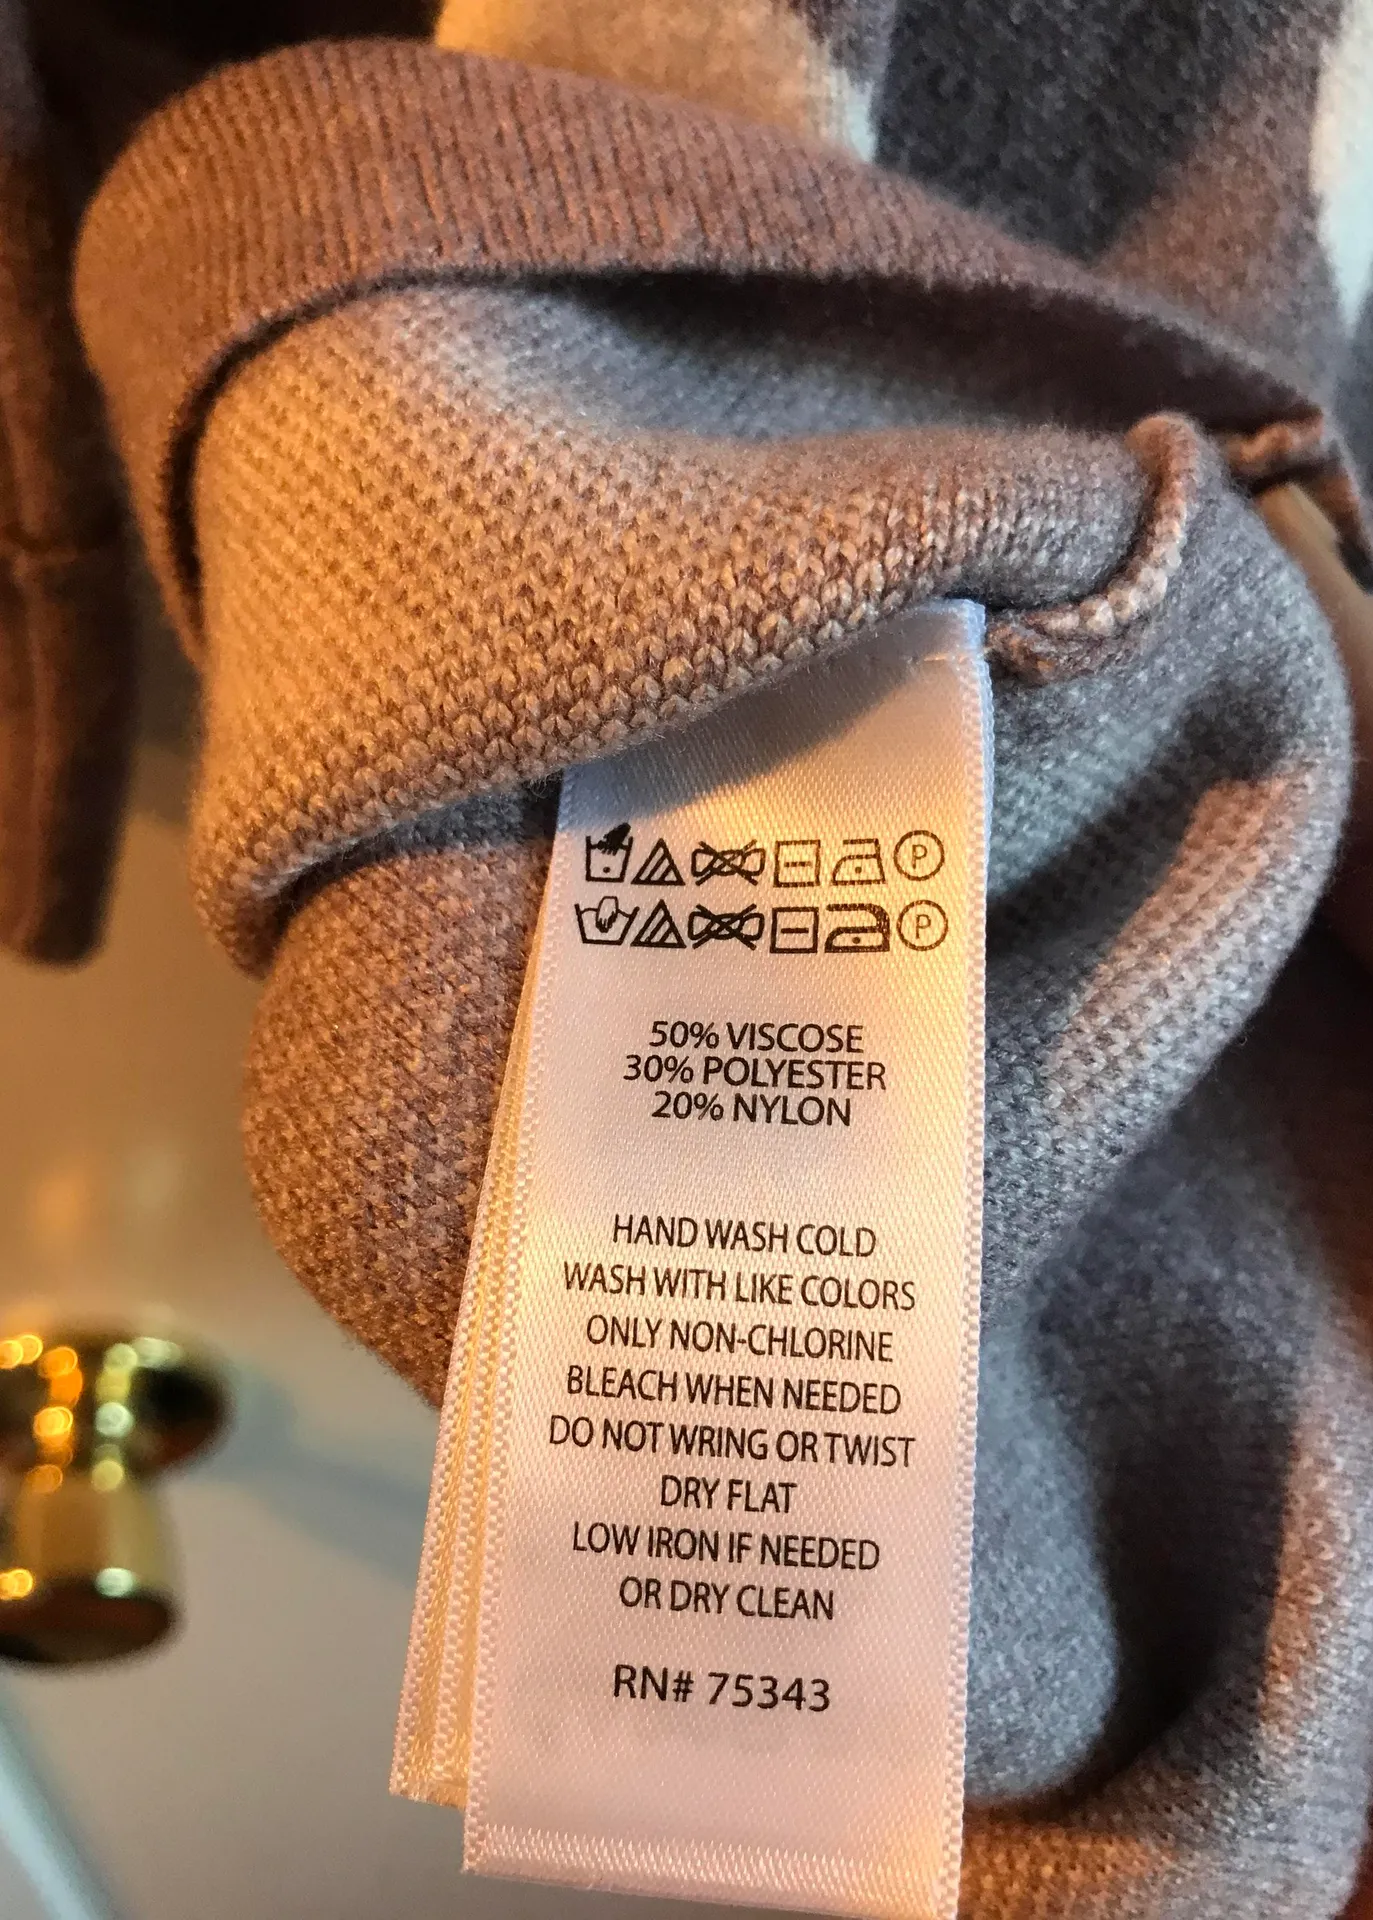 P
P
50% VISCOSE
30% POLYESTER
20% NYLON
HAND WASH COLD
WASH WITH LIKE COLORS
ONLY NON-CHLORINE
BLEACH WHEN NEEDED
DO NOT WRING OR TWIST
DRY FLAT
LOW IRON IF NEEDED
OR DRY CLEAN
RN# 75343